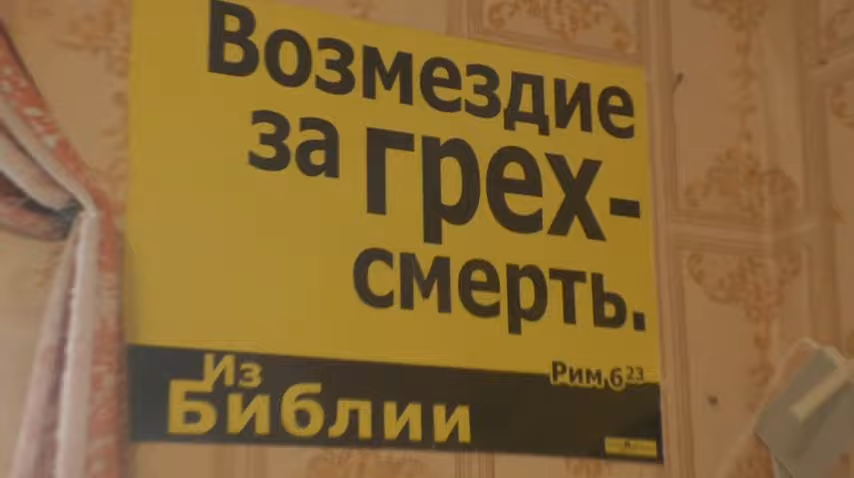 Возмездие
за грех-
смерть.
Рим 6 23
Из
Библии